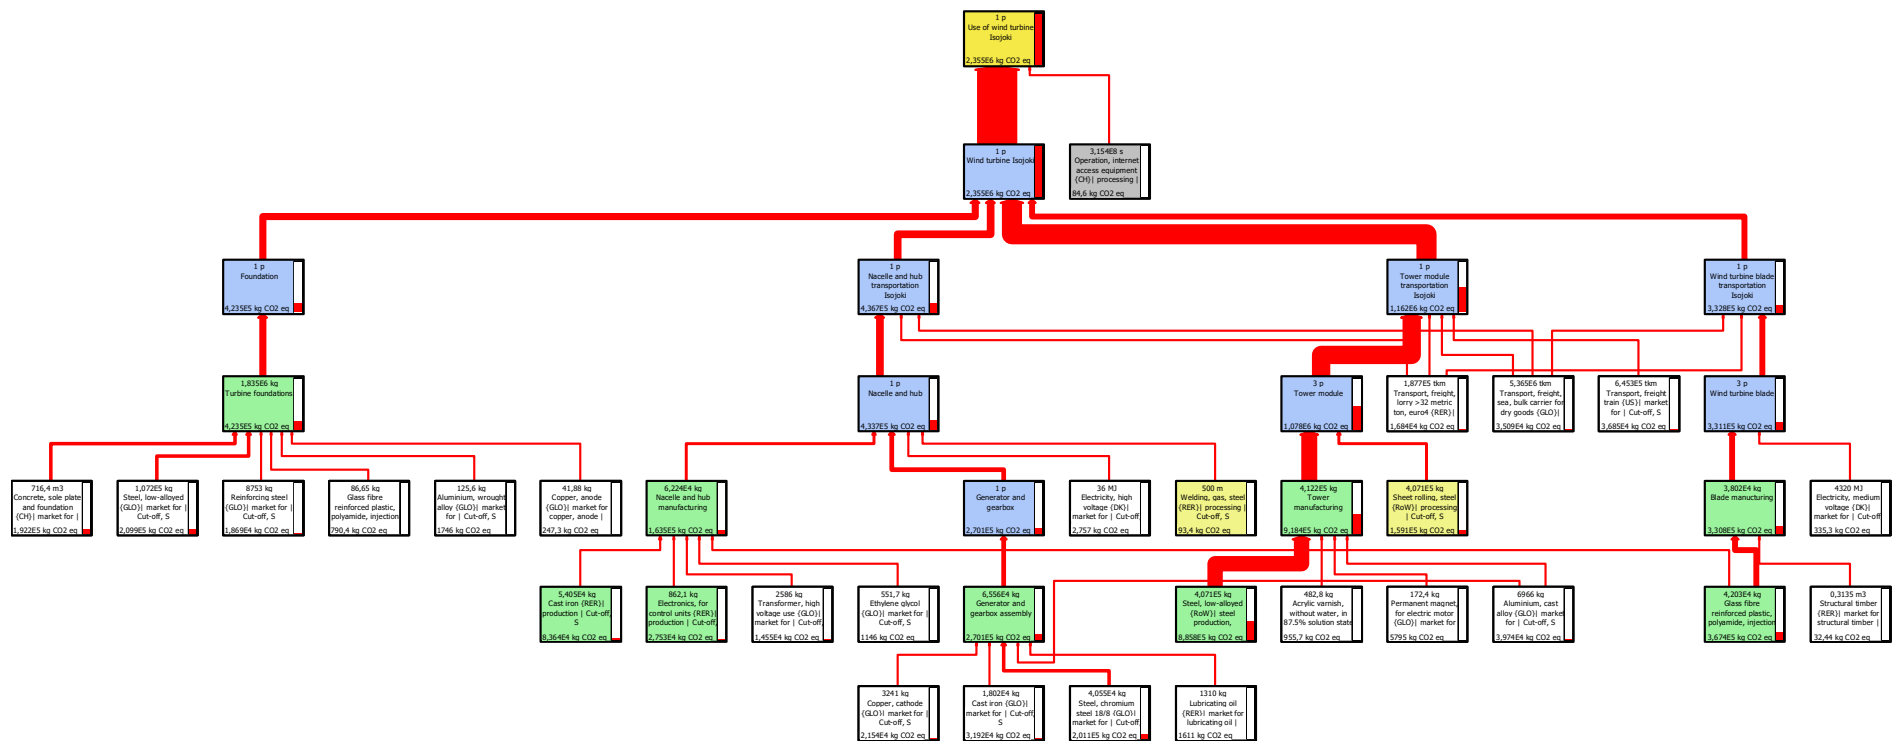 1 p
Use of wind turbine
Isojoki
2,355E6 kg CO2 eq
1 p
Wind turbine Isojoki
2,355E6 kg CO2 eq
3,154E8 s
Operation, internet
access equipment
{CH}| processing |
84,6 kg CO2 eq
1 p
Foundation
4,235E5 kg CO2 eq
1 p
Nacelle and hub
transportation
Isojoki
4,367E5 kg CO2 eq
1 p
Tower module
transportation
Isojoki
1,162E6 kg CO2 eq
1 p
Wind turbine blade
transportation
Isojoki
3,328E5 kg CO2 eq
1,835E6 kg
Turbine foundations
4,235E5 kg CO2 eq
1 p
Nacelle and hub
4,337E5 kg CO2 eq
3 p
Tower module
1,078E6 kg CO2 eq
1,877E5 tkm
Transport, freight,
lorry >32 metric
ton, euro4 {RER}|
1,684E4 kg CO2 eq
5,365E6 tkm
Transport, freight,
sea, bulk carrier for
dry goods {GLO}|
3,509E4 kg CO2 eq
6,453E5 tkm
Transport, freight
train {US}| market
for | Cut-off, S
3,685E4 kg CO2 eq
3 p
Wind turbine blade
3,311E5 kg CO2 eq
716,4 m3
Concrete, sole plate
and foundation
{CH}| market for |
1,922E5 kg CO2 eq
1,072E5 kg
Steel, low-alloyed
{GLO}| market for |
Cut-off, S
2,099E5 kg CO2 eq
8753 kg
Reinforcing steel
{GLO}| market for |
Cut-off, S
1,869E4 kg CO2 eq
86,65 kg
Glass fibre
reinforced plastic,
polyamide, injection
790,4 kg CO2 eq
125,6 kg
Aluminium, wrought
alloy {GLO}| market
for | Cut-off, S
1746 kg CO2 eq
41,88 kg
Copper, anode
{GLO}| market for
copper, anode |
247,3 kg CO2 eq
6,224E4 kg
Nacelle and hub
manufacturing
1,635E5 kg CO2 eq
1 p
Generator and
gearbox
2,701E5 kg CO2 eq
36 MJ
Electricity, high
voltage {DK}|
market for | Cut-off,
2,757 kg CO2 eq
500 m
Welding, gas, steel
{RER}| processing |
Cut-off, S
93,4 kg CO2 eq
4,122E5 kg
Tower
manufacturing
9,184E5 kg CO2 eq
4,071E5 kg
Sheet rolling, steel
{RoW}| processing
| Cut-off, S
1,591E5 kg CO2 eq
3,802E4 kg
Blade manucturing
3,308E5 kg CO2 eq
4320 MJ
Electricity, medium
voltage {DK}|
market for | Cut-off
335,3 kg CO2 eq
5,405E4 kg
Cast iron {RER}|
production | Cut-off,
S
8,364E4 kg CO2 eq
862,1 kg
Electronics, for
control units {RER}|
production | Cut-off,
2,753E4 kg CO2 eq
2586 kg
Transformer, high
voltage use {GLO}|
market for | Cut-off,
1,455E4 kg CO2 eq
551,7 kg
Ethylene glycol
{GLO}| market for |
Cut-off, S
1146 kg CO2 eq
6,556E4 kg
Generator and
gearbox assembly
2,701E5 kg CO2 eq
4,071E5 kg
Steel, low-alloyed
{RoW}| steel
production,
8,858E5 kg CO2 eq
482,8 kg
Acrylic varnish,
without water, in
87.5% solution state
955,7 kg CO2 eq
172,4 kg
Permanent magnet,
for electric motor
{GLO}| market for
5795 kg CO2 eq
6966 kg
Aluminium, cast
alloy {GLO}| market
for | Cut-off, S
3,974E4 kg CO2 eq
4,203E4 kg
Glass fibre
reinforced plastic,
polyamide, injection
3,674E5 kg CO2 eq
0,3135 m3
Structural timber
{RER}| market for
structural timber |
32,44 kg CO2 eq
3241 kg
Copper, cathode
{GLO}| market for |
Cut-off, S
2,154E4 kg CO2 eq
1,802E4 kg
Cast iron {GLO}|
market for | Cut-off,
S
3,192E4 kg CO2 eq
4,055E4 kg
Steel, chromium
steel 18/8 {GLO}|
market for | Cut-off,
2,011E5 kg CO2 eq
1310 kg
Lubricating oil
{RER}| market for
lubricating oil |
1611 kg CO2 eq